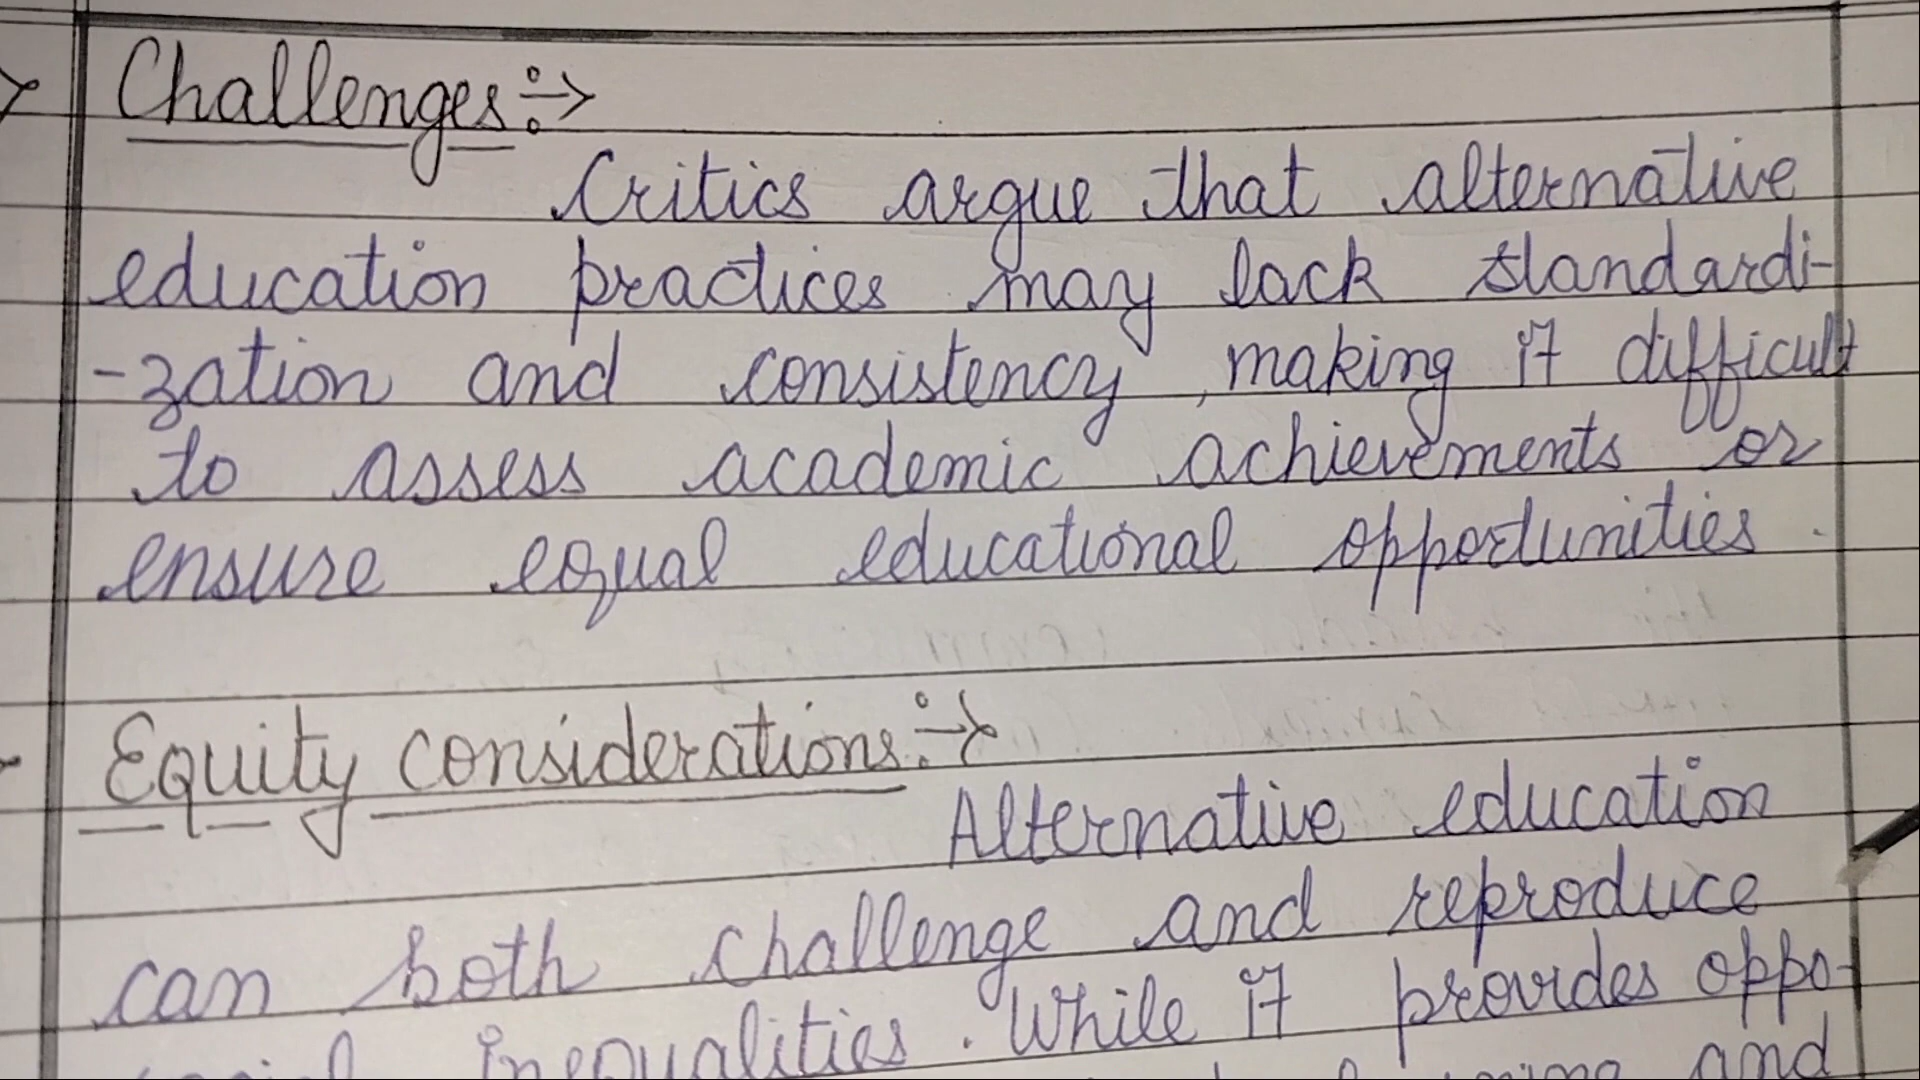 Challenges:->
Critics argue that alternative
education practices may lack standardi-
-zation and consistency, making it difficult
to assess academic achievements or
ensure equal educational opportunities.
Equity considerations:->
Alternative education
can both challenge and reproduce
social inequalities. While it provides oppo-
and